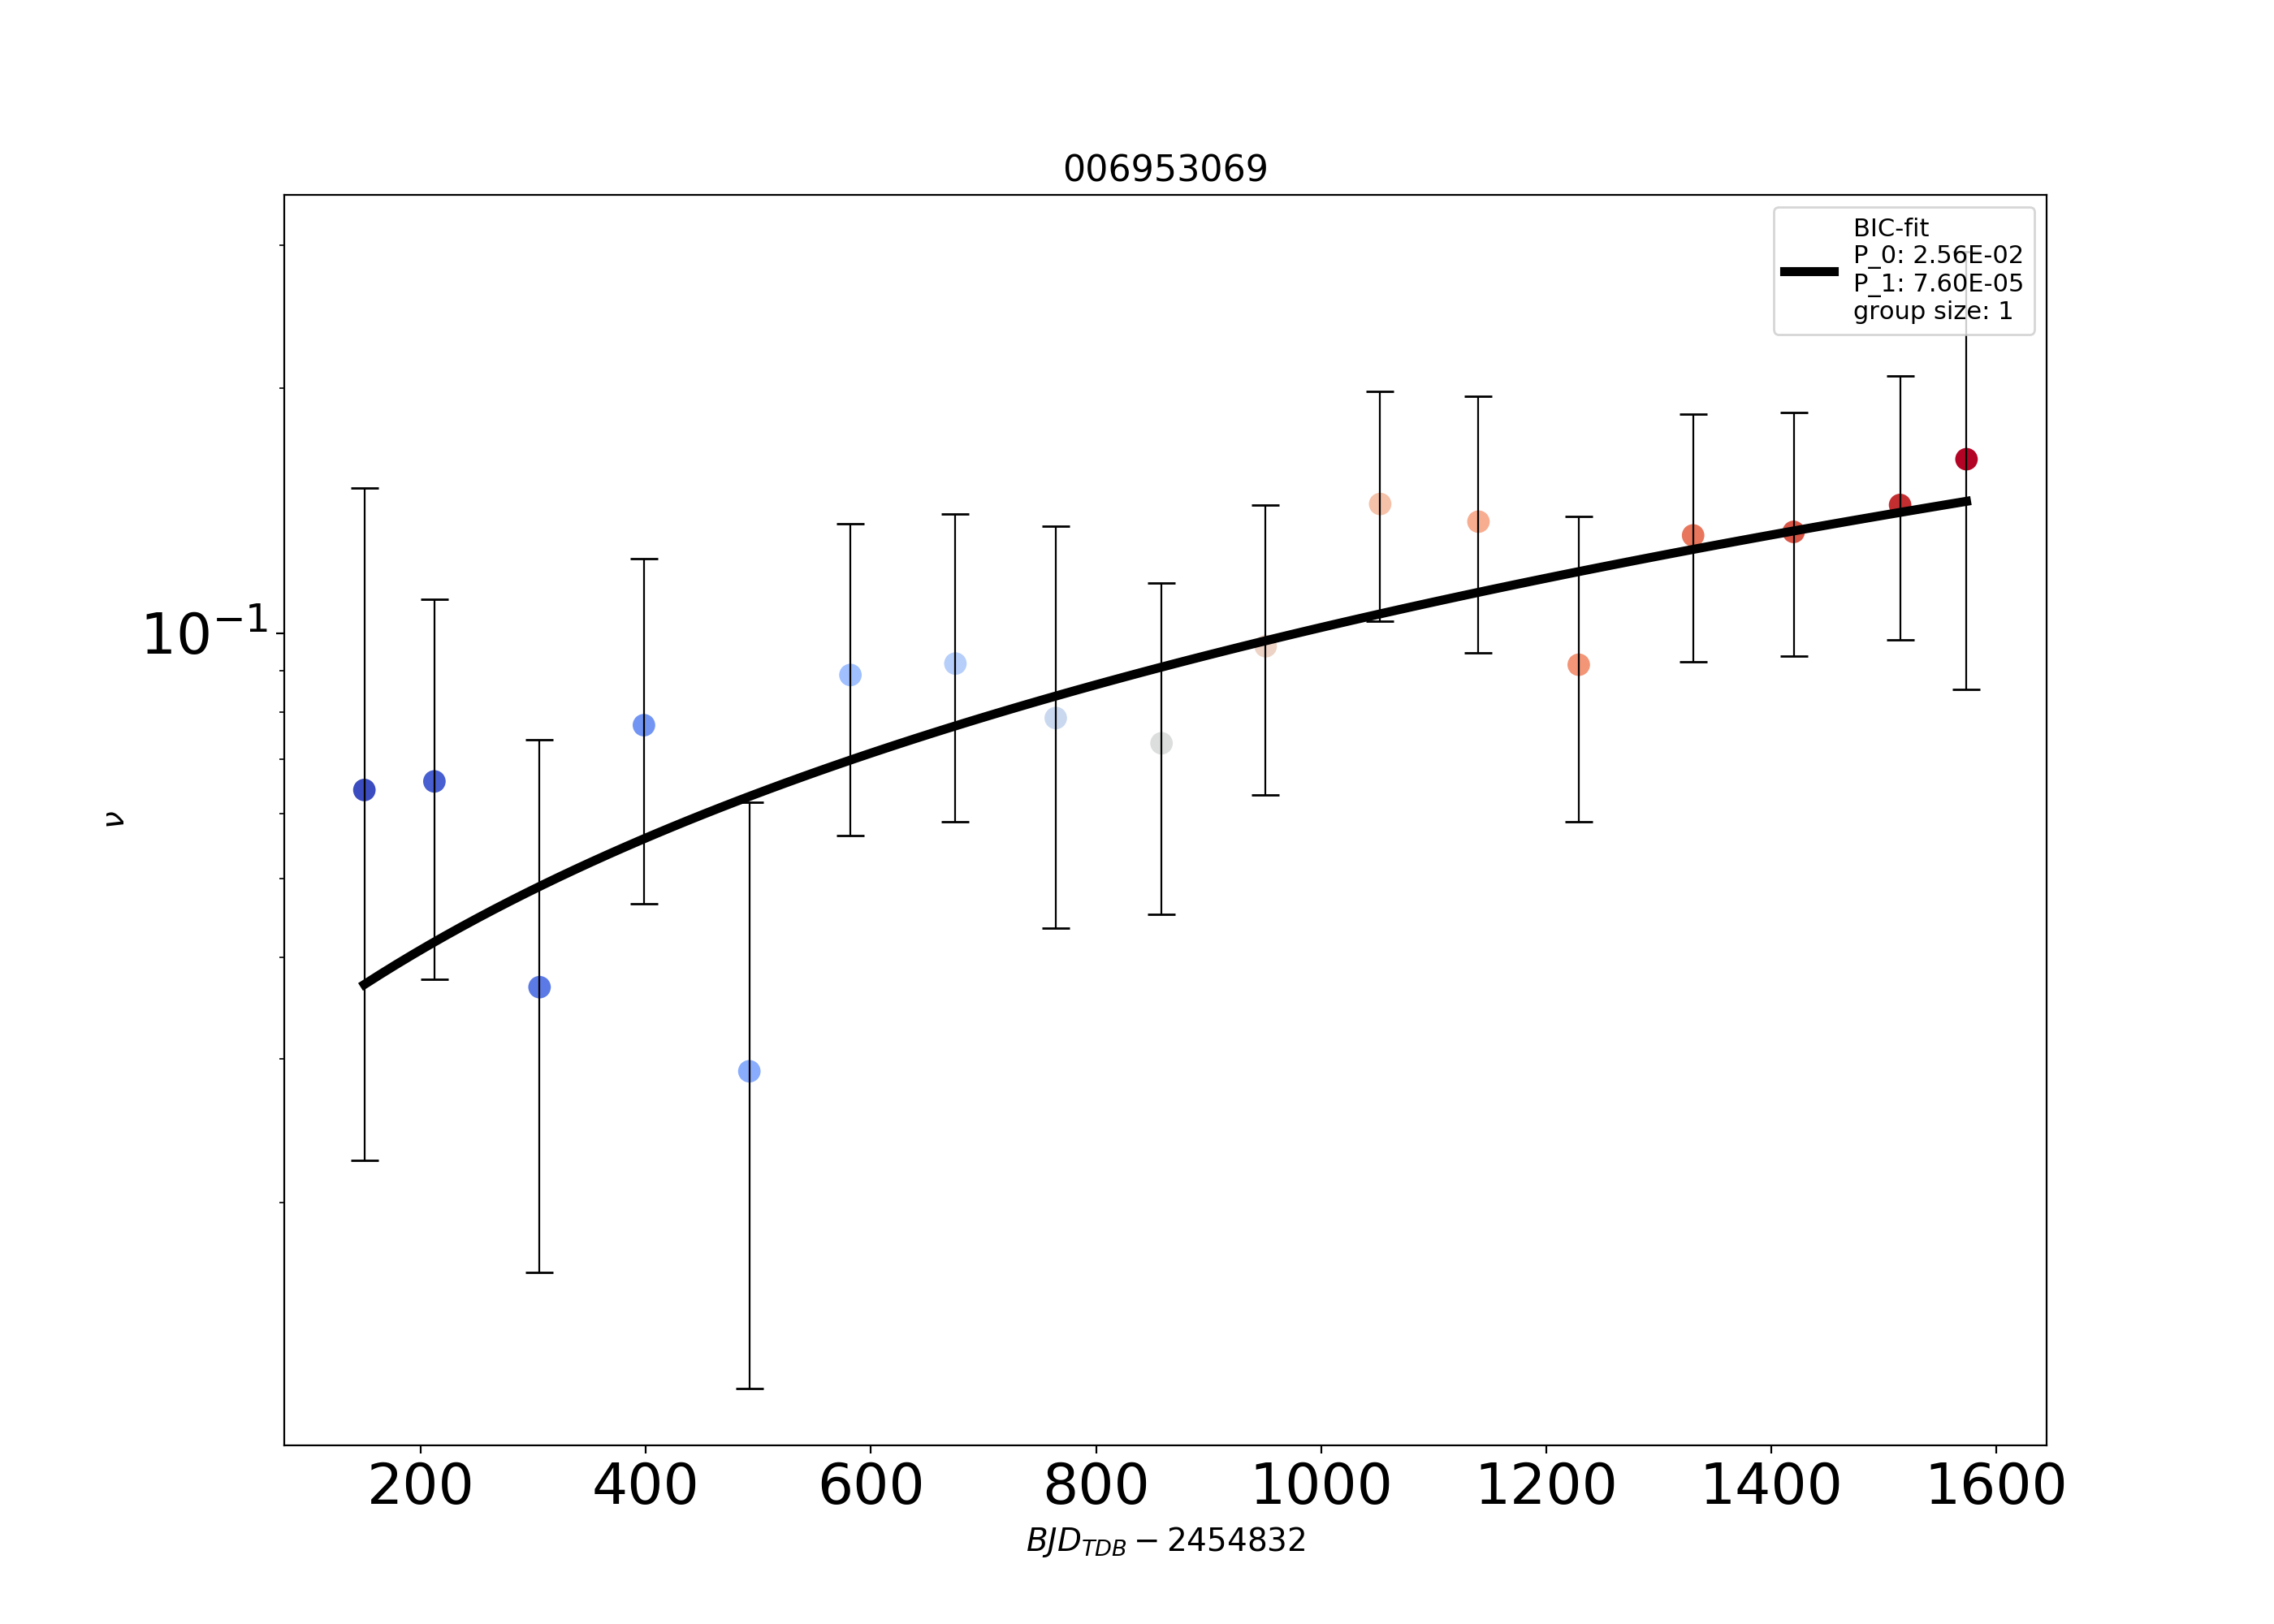 006953069
BIC-fit
P_0: 2.56E-02
P_1: 7.60E-05
group size: 1
10⁻¹
ν
200 400 600 800 1000 1200 1400 1600
BJD_TDB − 2454832